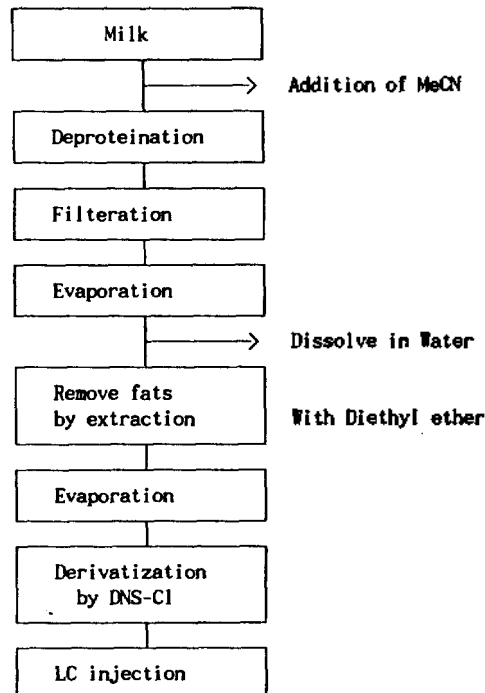 Milk
Addition of MeCN
Deproteination
Filteration
Evaporation
Dissolve in Water
Remove fats
by extraction
With Diethyl ether
Evaporation
Derivatization
by DNS-Cl
LC injection